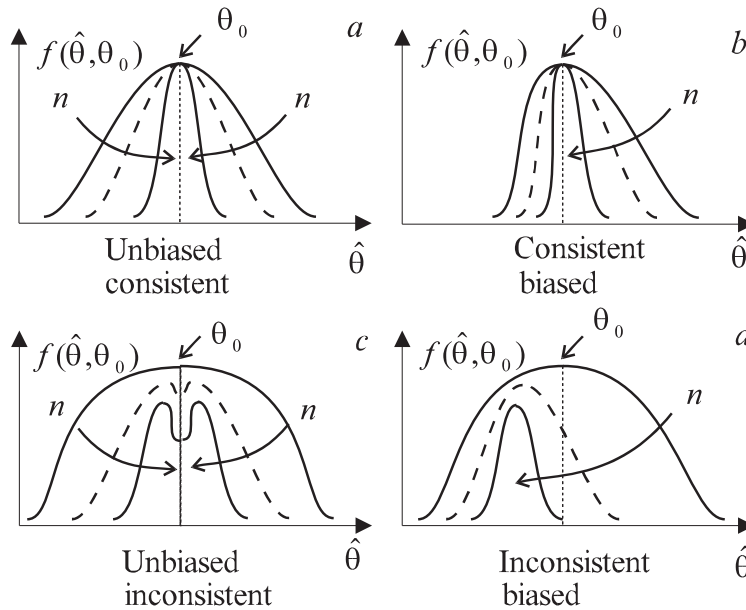 θ₀
a
f(θ̂,θ₀)
n
n
Unbiased
consistent
θ̂
θ₀
b
f(θ̂,θ₀)
n
Consistent
biased
θ̂
θ₀
c
f(θ̂,θ₀)
n
n
Unbiased
inconsistent
θ̂
θ₀
f(θ̂,θ₀)
n
Inconsistent
biased
θ̂